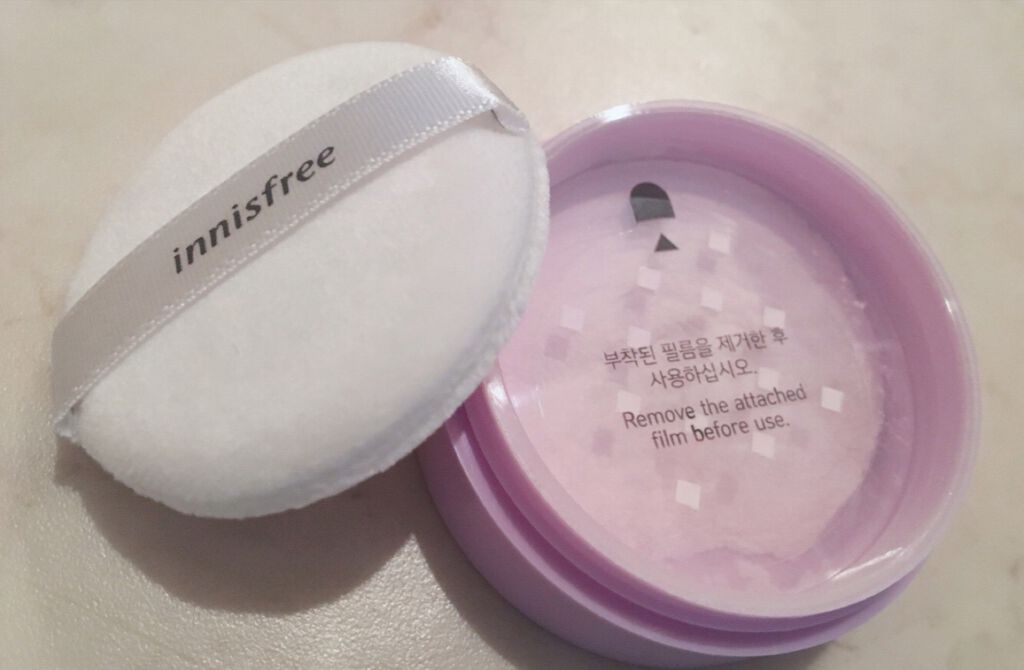 innisfree
부착된 필름을 제거한 후
사용하십시오.
Remove the attached
film before use.